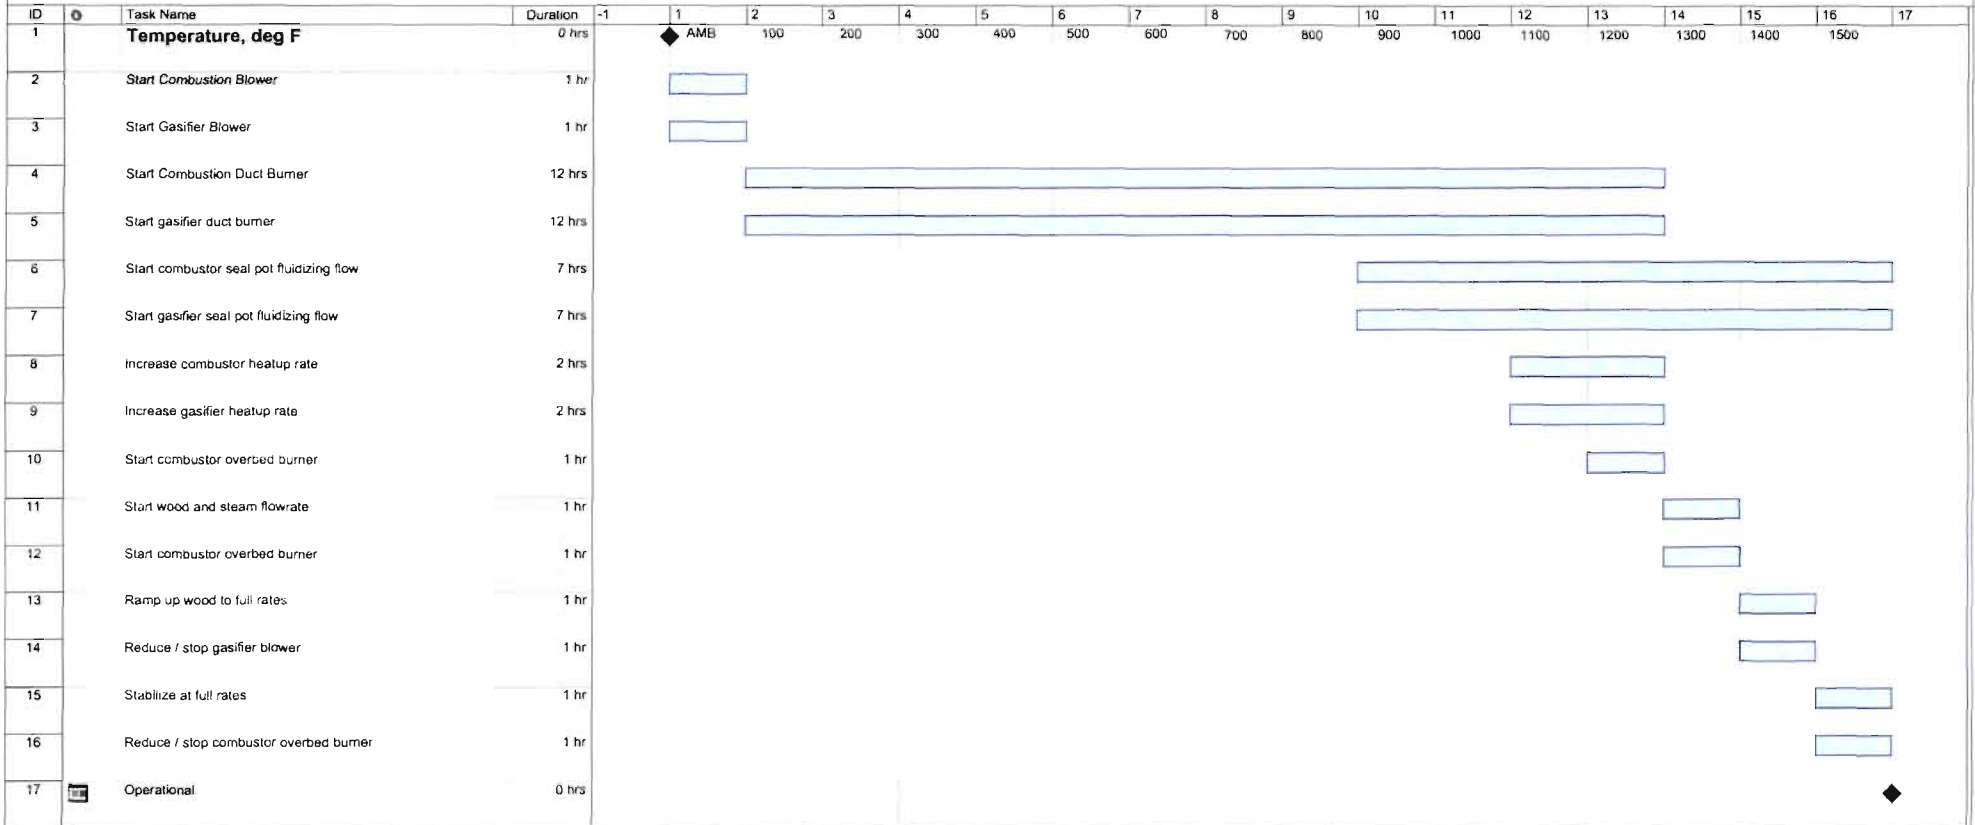 ID Task Name Duration -1 1 2 3 4 5 6 7 8 9 10 11 12 13 14 15 16 17
1 Temperature, deg F 0 hrs AMB 100 200 300 400 500 600 700 800 900 1000 1100 1200 1300 1400 1500
2 Start Combustion Blower 1 hr
3 Start Gasifier Blower 1 hr
4 Start Combustion Duct Burner 12 hrs
5 Start gasifier duct burner 12 hrs
6 Start combustor seal pot fluidizing flow 7 hrs
7 Start gasifier seal pot fluidizing flow 7 hrs
8 Increase combustor heatup rate 2 hrs
9 Increase gasifier heatup rate 2 hrs
10 Start combustor overbed burner 1 hr
11 Start wood and steam flowrate 1 hr
12 Start combustor overbed burner 1 hr
13 Ramp up wood to full rates 1 hr
14 Reduce / stop gasifier blower 1 hr
15 Stabilize at full rates 1 hr
16 Reduce / stop combustor overbed burner 1 hr
17 Operational 0 hrs